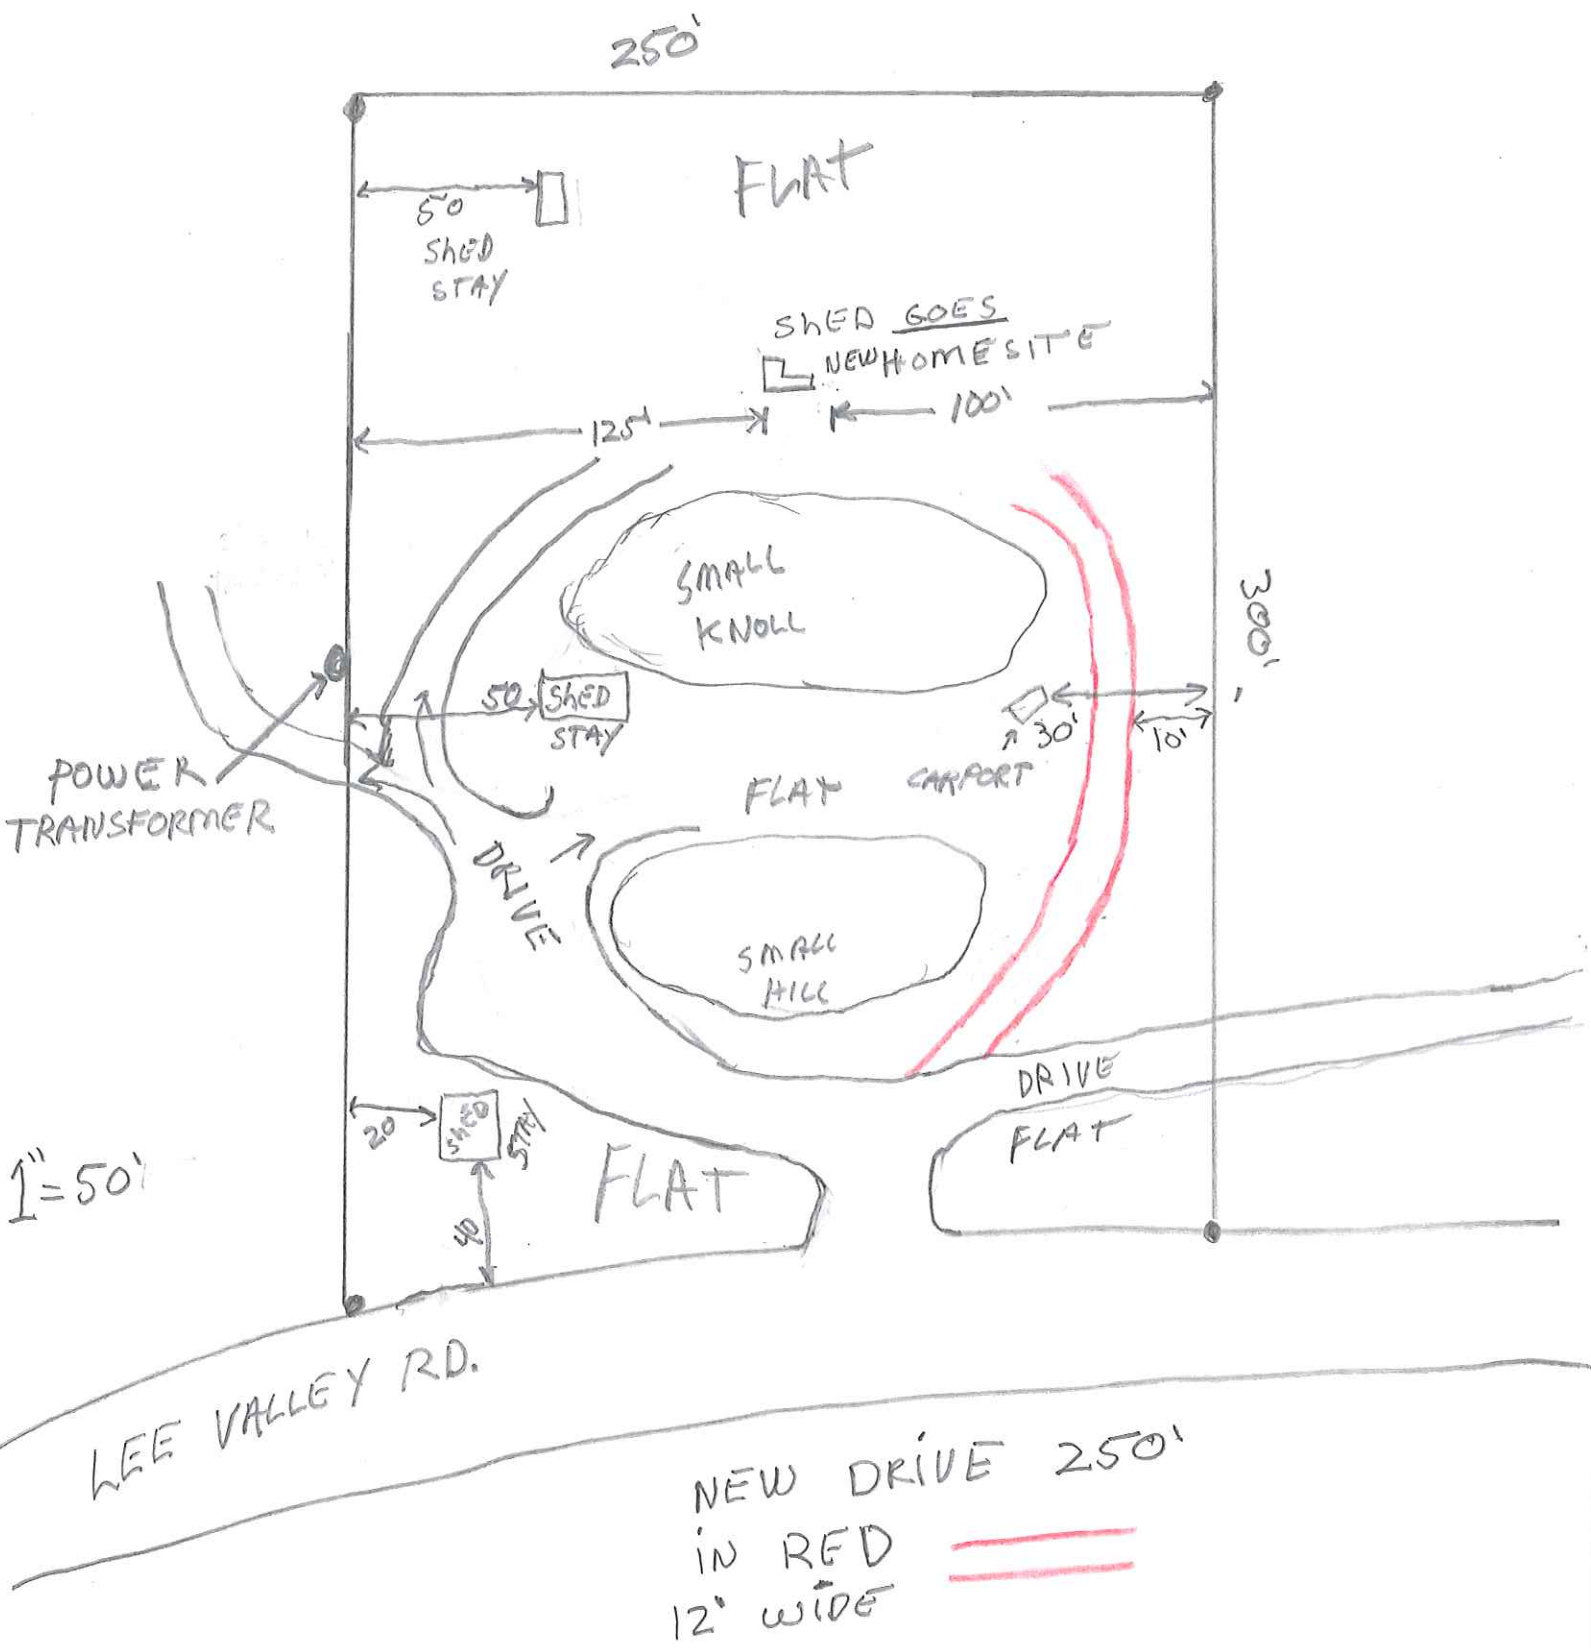 250'
FLAT
50
ShED
STAY
ShED GOES
NEW HOMESITE
125'
100'
SMALL
KNOLL
300'
50
ShED
STAY
30'
10'
CARPORT
POWER
TRANSFORMER
FLAT
DRIVE
SMALL
HILL
DRIVE
FLAT
20
ShED
STAY
FLAT
40
1"=50'
LEE VALLEY RD.
NEW DRIVE 250'
iN RED
12' WIDE